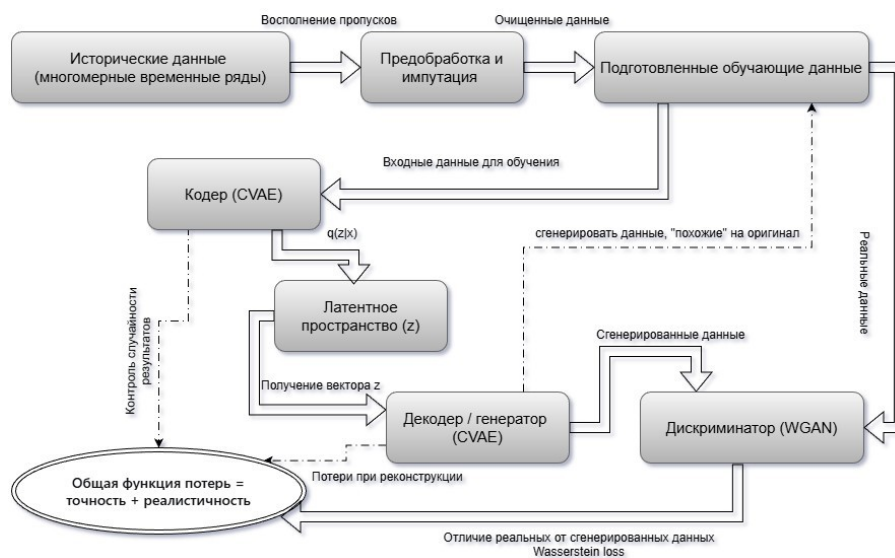 Восполнение пропусков
Очищенные данные
Исторические данные
(многомерные временные ряды)
Предобработка и
импутация
Подготовленные обучающие данные
Входные данные для обучения
Кодер (CVAE)
q(z|x)
сгенерировать данные, "похожие" на оригинал
Реальные данные
Латентное
пространство (z)
Контроль случайности
результатов
Сгенерированные данные
Получение вектора z
Декодер / генератор
(CVAE)
Дискриминатор (WGAN)
Потери при реконструкции
Общая функция потерь =
точность + реалистичность
Отличие реальных от сгенерированных данных
Wasserstein loss